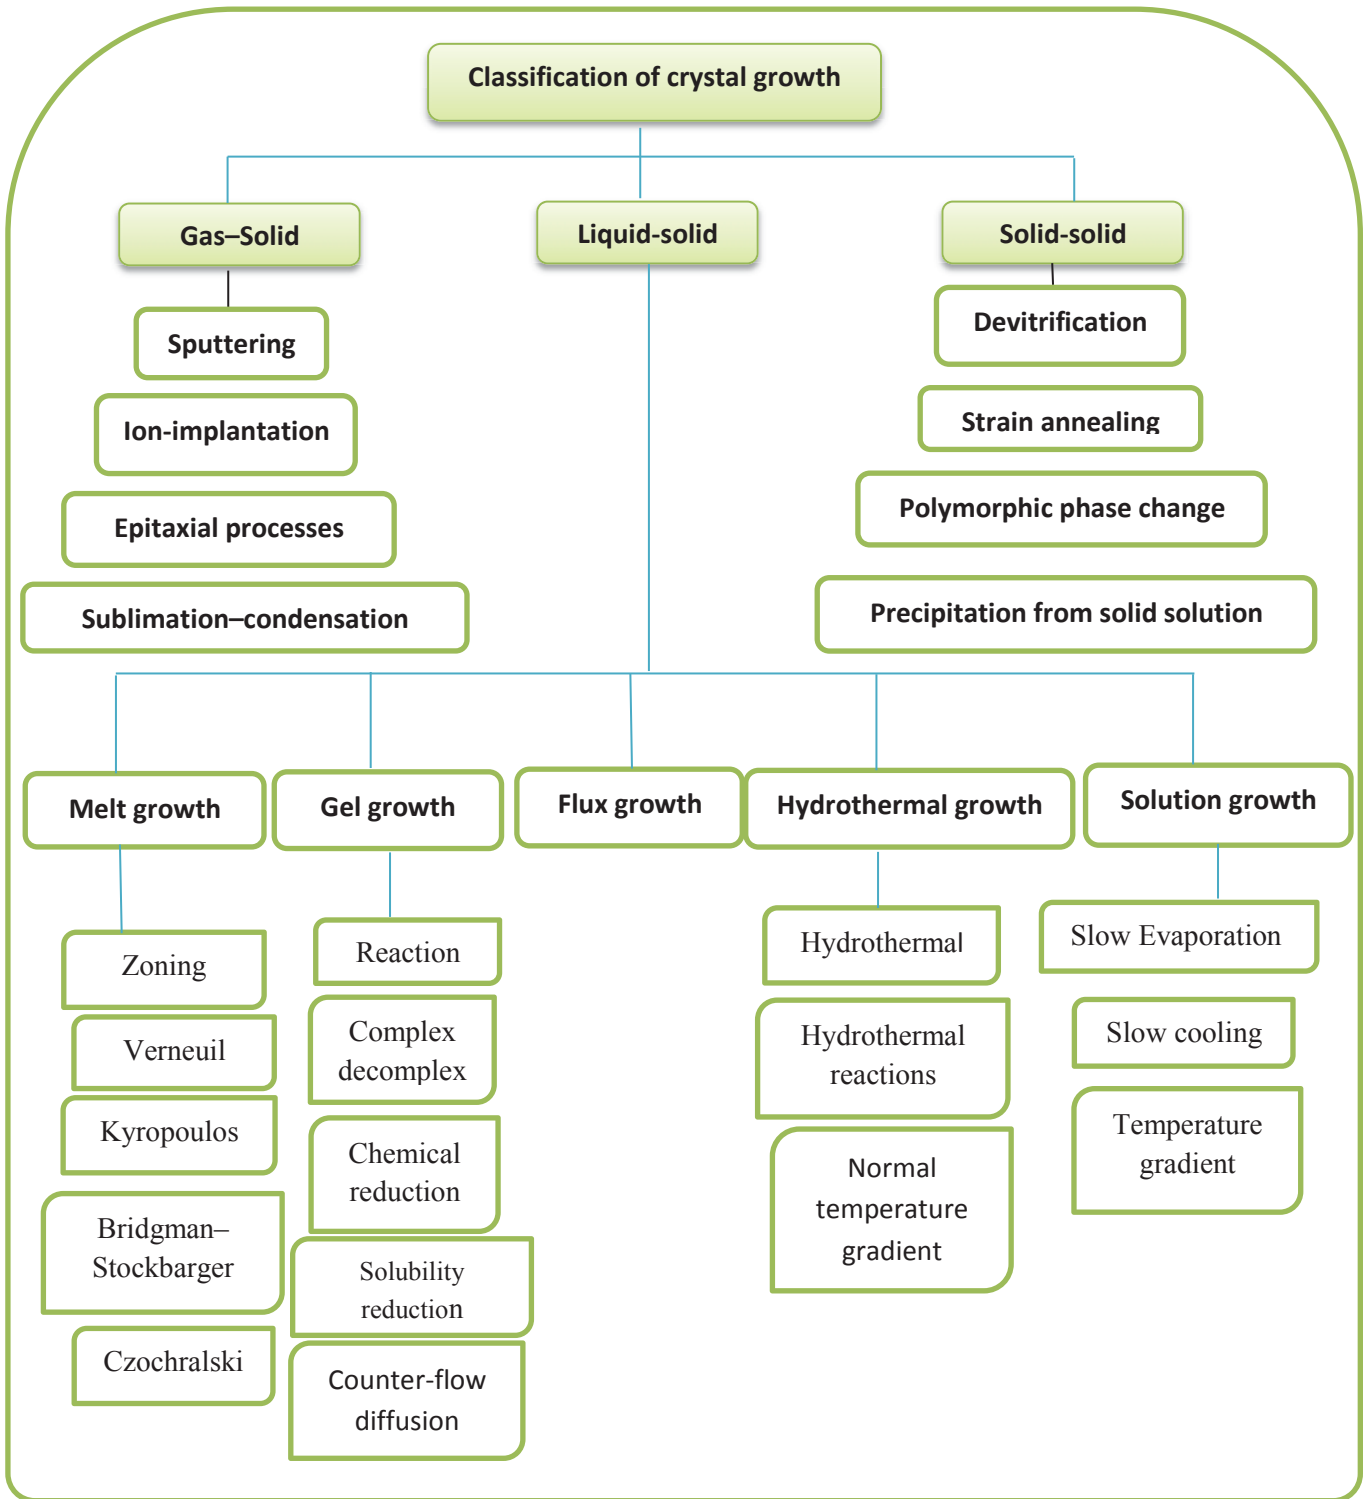 Classification of crystal growth
Gas–Solid
Liquid-solid
Solid-solid
Sputtering
Ion-implantation
Epitaxial processes
Sublimation–condensation
Devitrification
Strain annealing
Polymorphic phase change
Precipitation from solid solution
Melt growth
Gel growth
Flux growth
Hydrothermal growth
Solution growth
Zoning
Verneuil
Kyropoulos
Bridgman–
Stockbarger
Czochralski
Reaction
Complex
decomplex
Chemical
reduction
Solubility
reduction
Counter-flow
diffusion
Hydrothermal
Hydrothermal
reactions
Normal
temperature
gradient
Slow Evaporation
Slow cooling
Temperature
gradient